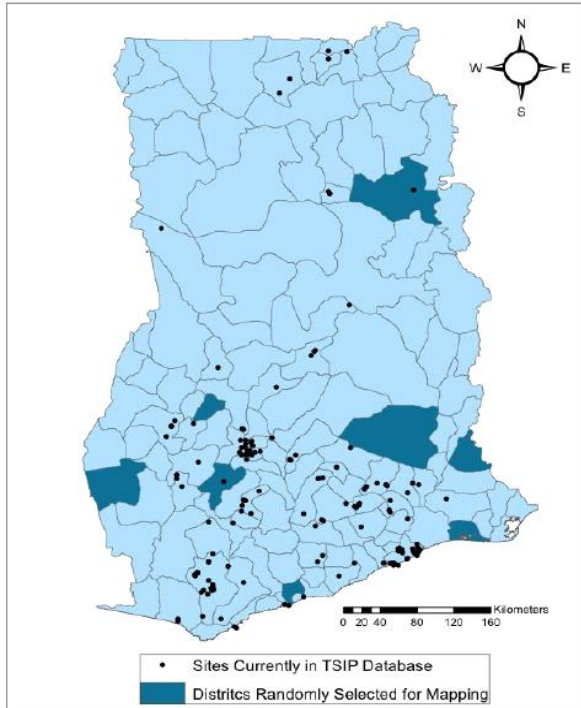 N
W E
S
Kilometers
0 20 40 80 120 160
Sites Currently in TSIP Database
Distritcs Randomly Selected for Mapping